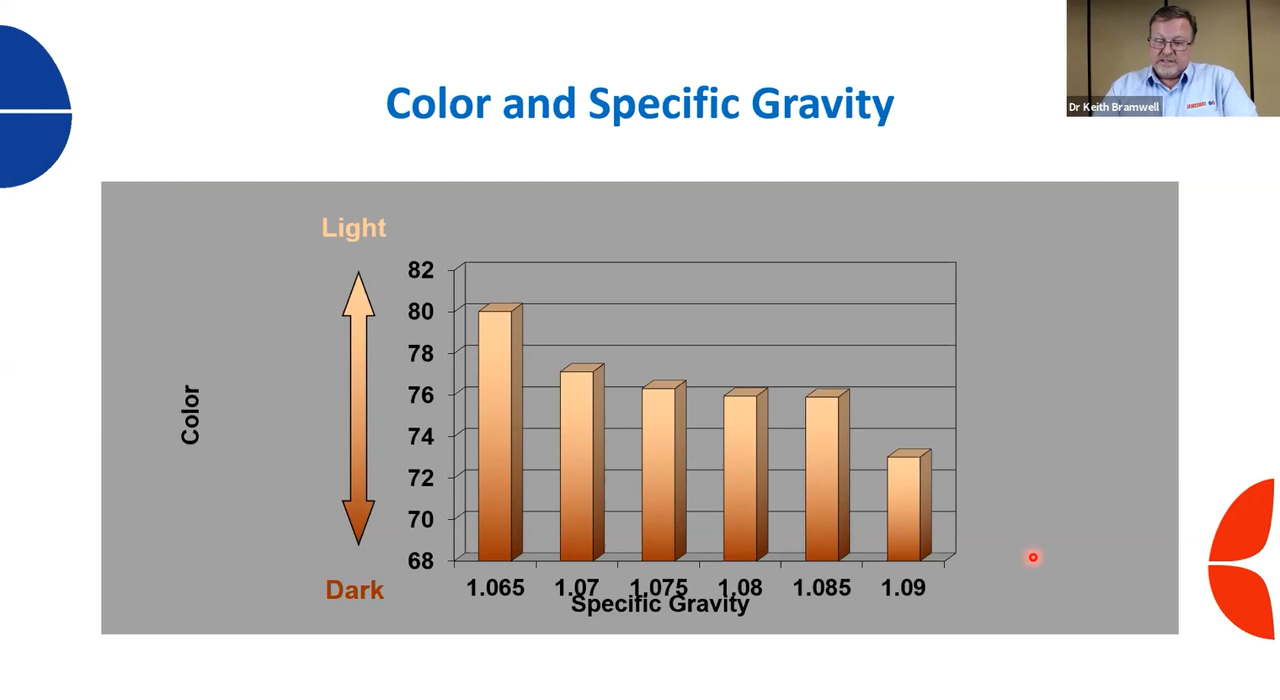 Color and Specific Gravity
Dr Keith Bramwell
Light
82
80
78
76
74
72
70
68
Color
Dark
1.065 1.07 1.075 1.08 1.085 1.09
Specific Gravity